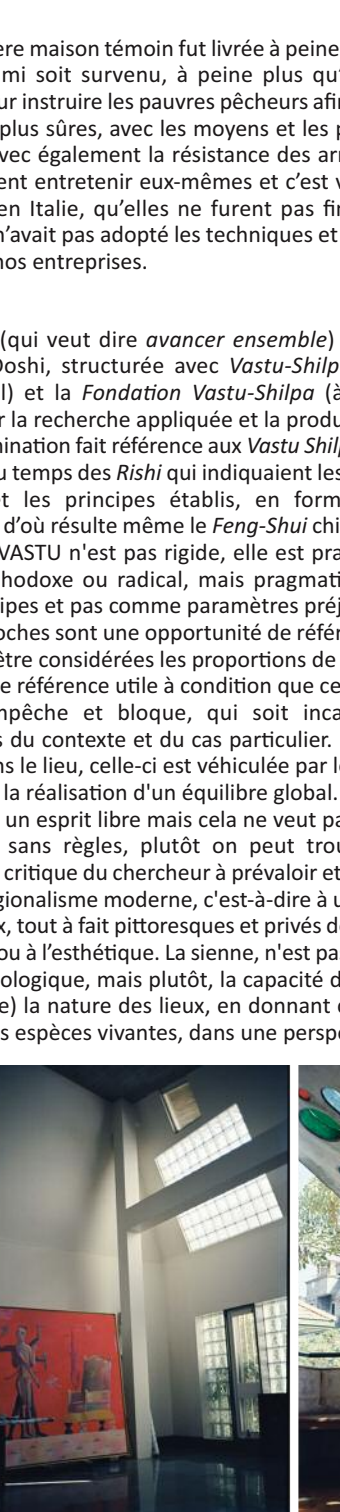 ère maison témoin fut livrée à peine
ami soit survenu, à peine plus qu'
ur instruire les pauvres pêcheurs afin
plus sûres, avec les moyens et les p
vec également la résistance des arm
ent entretenir eux-mêmes et c'est v
en Italie, qu'elles ne furent pas fin
n'avait pas adopté les techniques et
nos entreprises.
(qui veut dire avancer ensemble)
Doshi, structurée avec Vastu-Shilp
l) et la Fondation Vastu-Shilpa (à
r la recherche appliquée et la produ
nination fait référence aux Vastu Shilp
u temps des Rishi qui indiquaient les
et les principes établis, en form
d'où résulte même le Feng-Shui chi
VASTU n'est pas rigide, elle est pra
hodoxe ou radical, mais pragmati
ipes et pas comme paramètres préj
oches sont une opportunité de référ
être considérées les proportions de
e référence utile à condition que ce
mpêche et bloque, qui soit inca
s du contexte et du cas particulier.
ns le lieu, celle-ci est véhiculée par le
la réalisation d'un équilibre global.
un esprit libre mais cela ne veut pa
sans règles, plutôt on peut trou
critique du chercheur à prévaloir et
gionalisme moderne, c'est-à-dire à u
x, tout à fait pittoresques et privés de
ou à l'esthétique. La sienne, n'est pa
ologique, mais plutôt, la capacité d
e) la nature des lieux, en donnant d
s espèces vivantes, dans une perspe